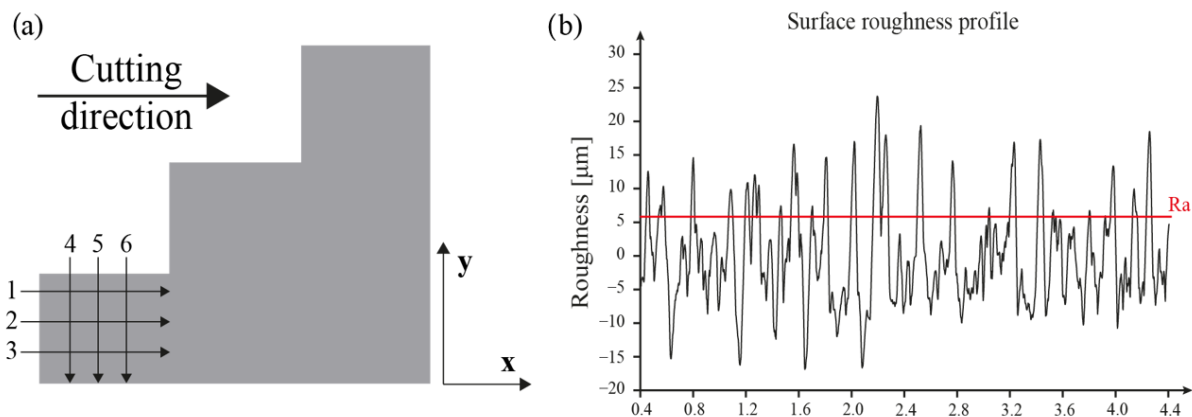 (a)
Cutting
direction
4 5 6
1
2
3
y
x
(b)
Surface roughness profile
Roughness [μm]
30
25
20
15
10
5
0
−5
−10
−15
−20
Ra
0.4 0.8 1.2 1.6 2.0 2.4 2.8 3.2 3.6 4.0 4.4